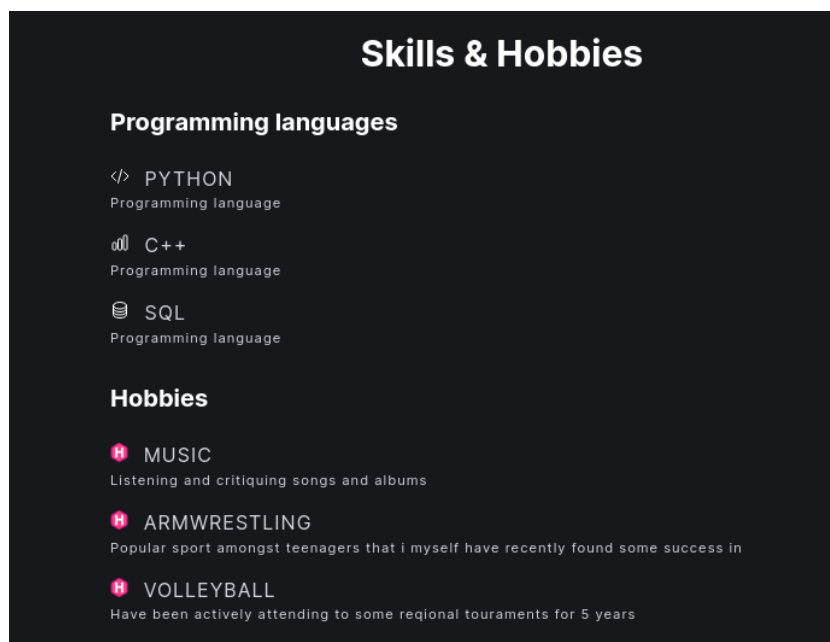 Skills & Hobbies
Programming languages
PYTHON
Programming language
C++
Programming language
SQL
Programming language
Hobbies
H MUSIC
Listening and critiquing songs and albums
H ARMWRESTLING
Popular sport amongst teenagers that i myself have recently found some success in
H VOLLEYBALL
Have been actively attending to some reqional touraments for 5 years